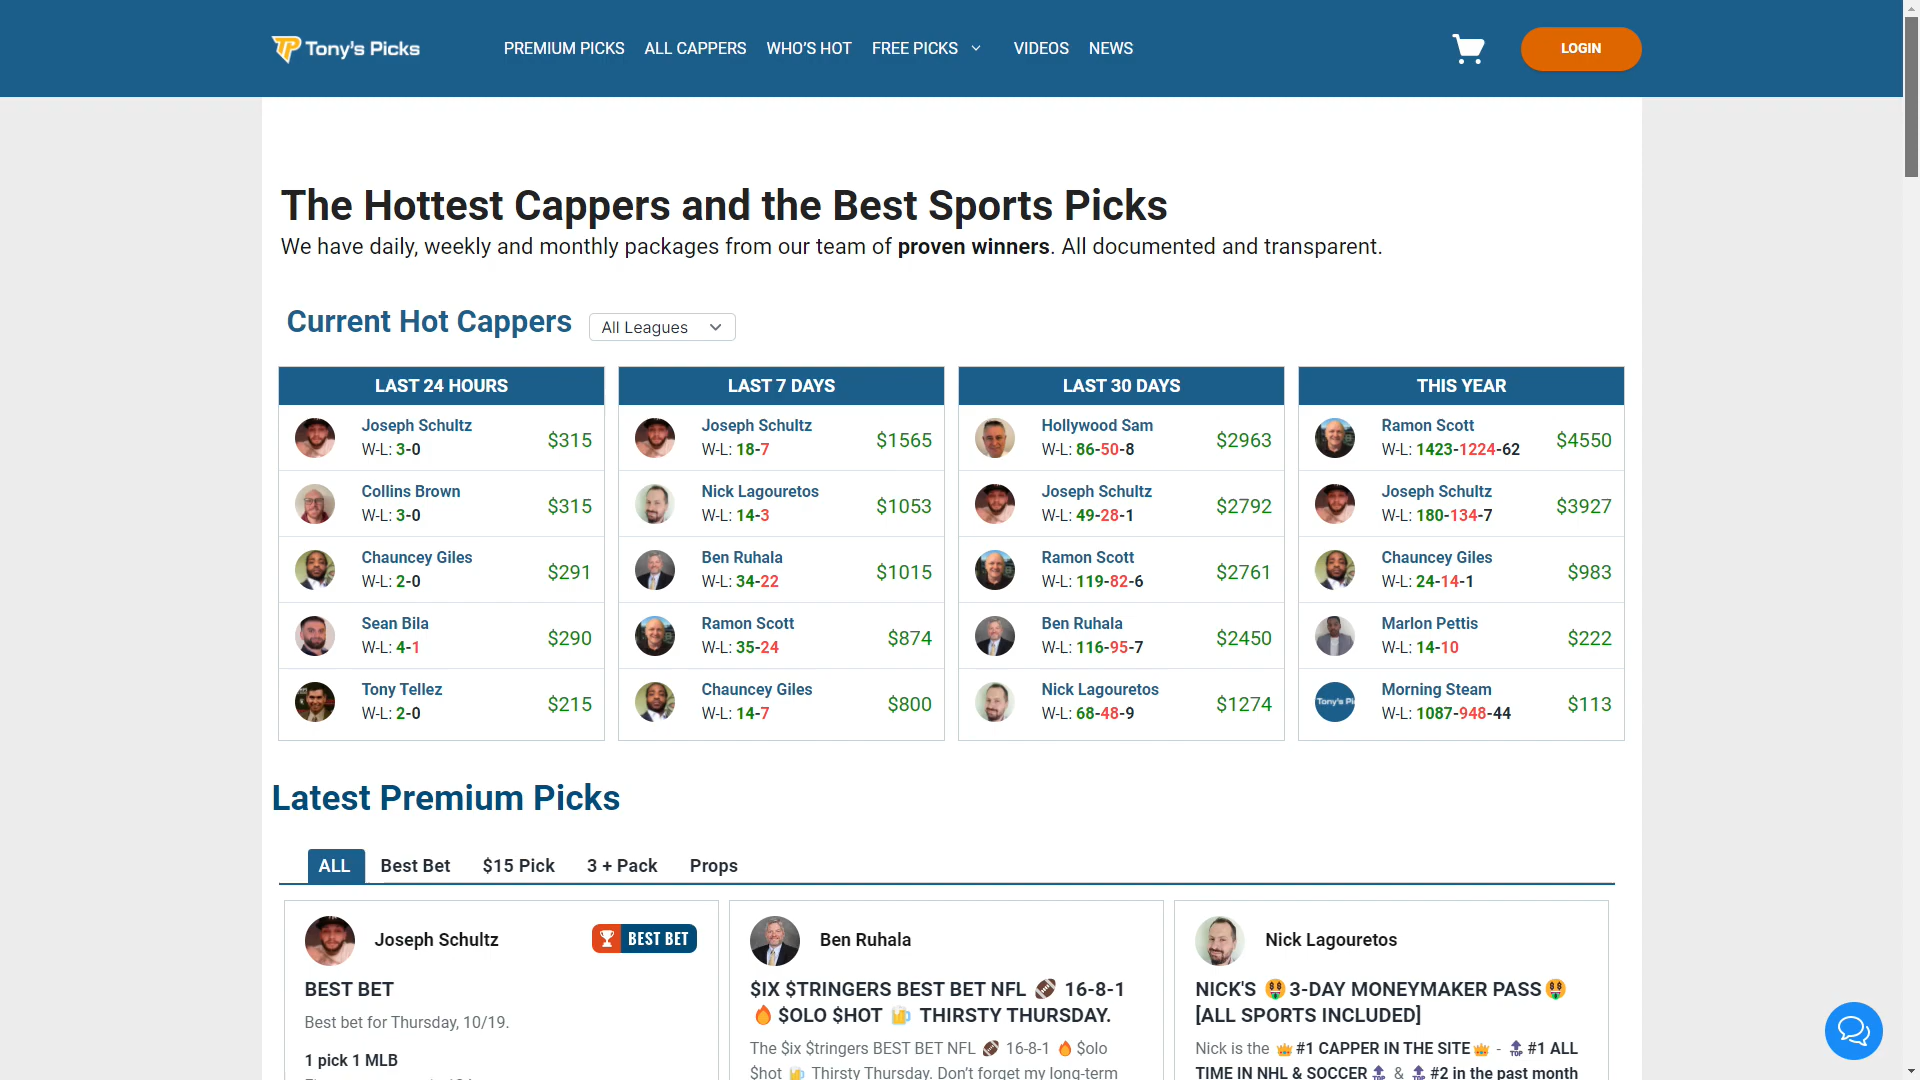 Tony's Picks
PREMIUM PICKS ALL CAPPERS WHO'S HOT FREE PICKS VIDEOS NEWS
LOGIN
The Hottest Cappers and the Best Sports Picks
We have daily, weekly and monthly packages from our team of proven winners. All documented and transparent.
Current Hot Cappers
All Leagues
LAST 24 HOURS
Joseph Schultz
W-L: 3-0
$315
Collins Brown
W-L: 3-0
$315
Chauncey Giles
W-L: 2-0
$291
Sean Bila
W-L: 4-1
$290
Tony Tellez
W-L: 2-0
$215
LAST 7 DAYS
Joseph Schultz
W-L: 18-7
$1565
Nick Lagouretos
W-L: 14-3
$1053
Ben Ruhala
W-L: 34-22
$1015
Ramon Scott
W-L: 35-24
$874
Chauncey Giles
W-L: 14-7
$800
LAST 30 DAYS
Hollywood Sam
W-L: 86-50-8
$2963
Joseph Schultz
W-L: 49-28-1
$2792
Ramon Scott
W-L: 119-82-6
$2761
Ben Ruhala
W-L: 116-95-7
$2450
Nick Lagouretos
W-L: 68-48-9
$1274
THIS YEAR
Ramon Scott
W-L: 1423-1224-62
$4550
Joseph Schultz
W-L: 180-134-7
$3927
Chauncey Giles
W-L: 24-14-1
$983
Marlon Pettis
W-L: 14-10
$222
Tony's Pi
Morning Steam
W-L: 1087-948-44
$113
Latest Premium Picks
ALL Best Bet $15 Pick 3 + Pack Props
Joseph Schultz
BEST BET
BEST BET
Best bet for Thursday, 10/19.
1 pick 1 MLB
Ben Ruhala
$IX $TRINGERS BEST BET NFL 🏈 16-8-1
🔥 $OLO $HOT 🍺 THIRSTY THURSDAY.
The $ix $tringers BEST BET NFL 🏈 16-8-1 🔥 $olo
$hot 🍺 Thirsty Thursday. Don't forget my long-term
Nick Lagouretos
NICK'S 🤑3-DAY MONEYMAKER PASS🤑
[ALL SPORTS INCLUDED]
Nick is the 👑#1 CAPPER IN THE SITE👑 - 🔝#1 ALL
TIME IN NHL & SOCCER🔝 & 🔝#2 in the past month